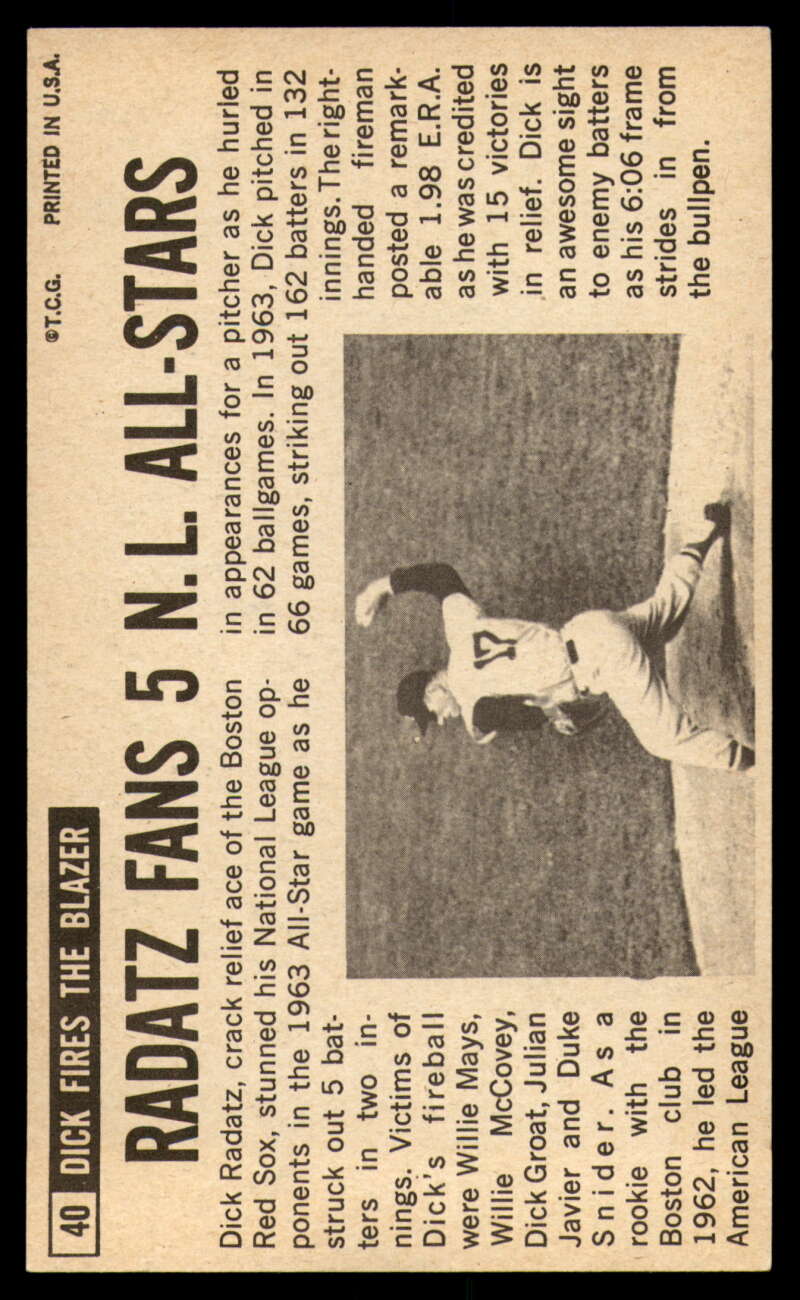 40 DICK FIRES THE BLAZER
©T.C.G. PRINTED IN U.S.A.
RADATZ FANS 5 N.L. ALL-STARS
Dick Radatz, crack relief ace of the Boston
Red Sox, stunned his National League op-
ponents in the 1963 All-Star game as he
struck out 5 bat-
ters in two in-
nings. Victims of
Dick's fireball
were Willie Mays,
Willie McCovey,
Dick Groat, Julian
Javier and Duke
Snider. As a
rookie with the
Boston club in
1962, he led the
American League
in appearances for a pitcher as he hurled
in 62 ballgames. In 1963, Dick pitched in
66 games, striking out 162 batters in 132
innings. The right-
handed fireman
posted a remark-
able 1.98 E.R.A.
as he was credited
with 15 victories
in relief. Dick is
an awesome sight
to enemy batters
as his 6:06 frame
strides in from
the bullpen.
17